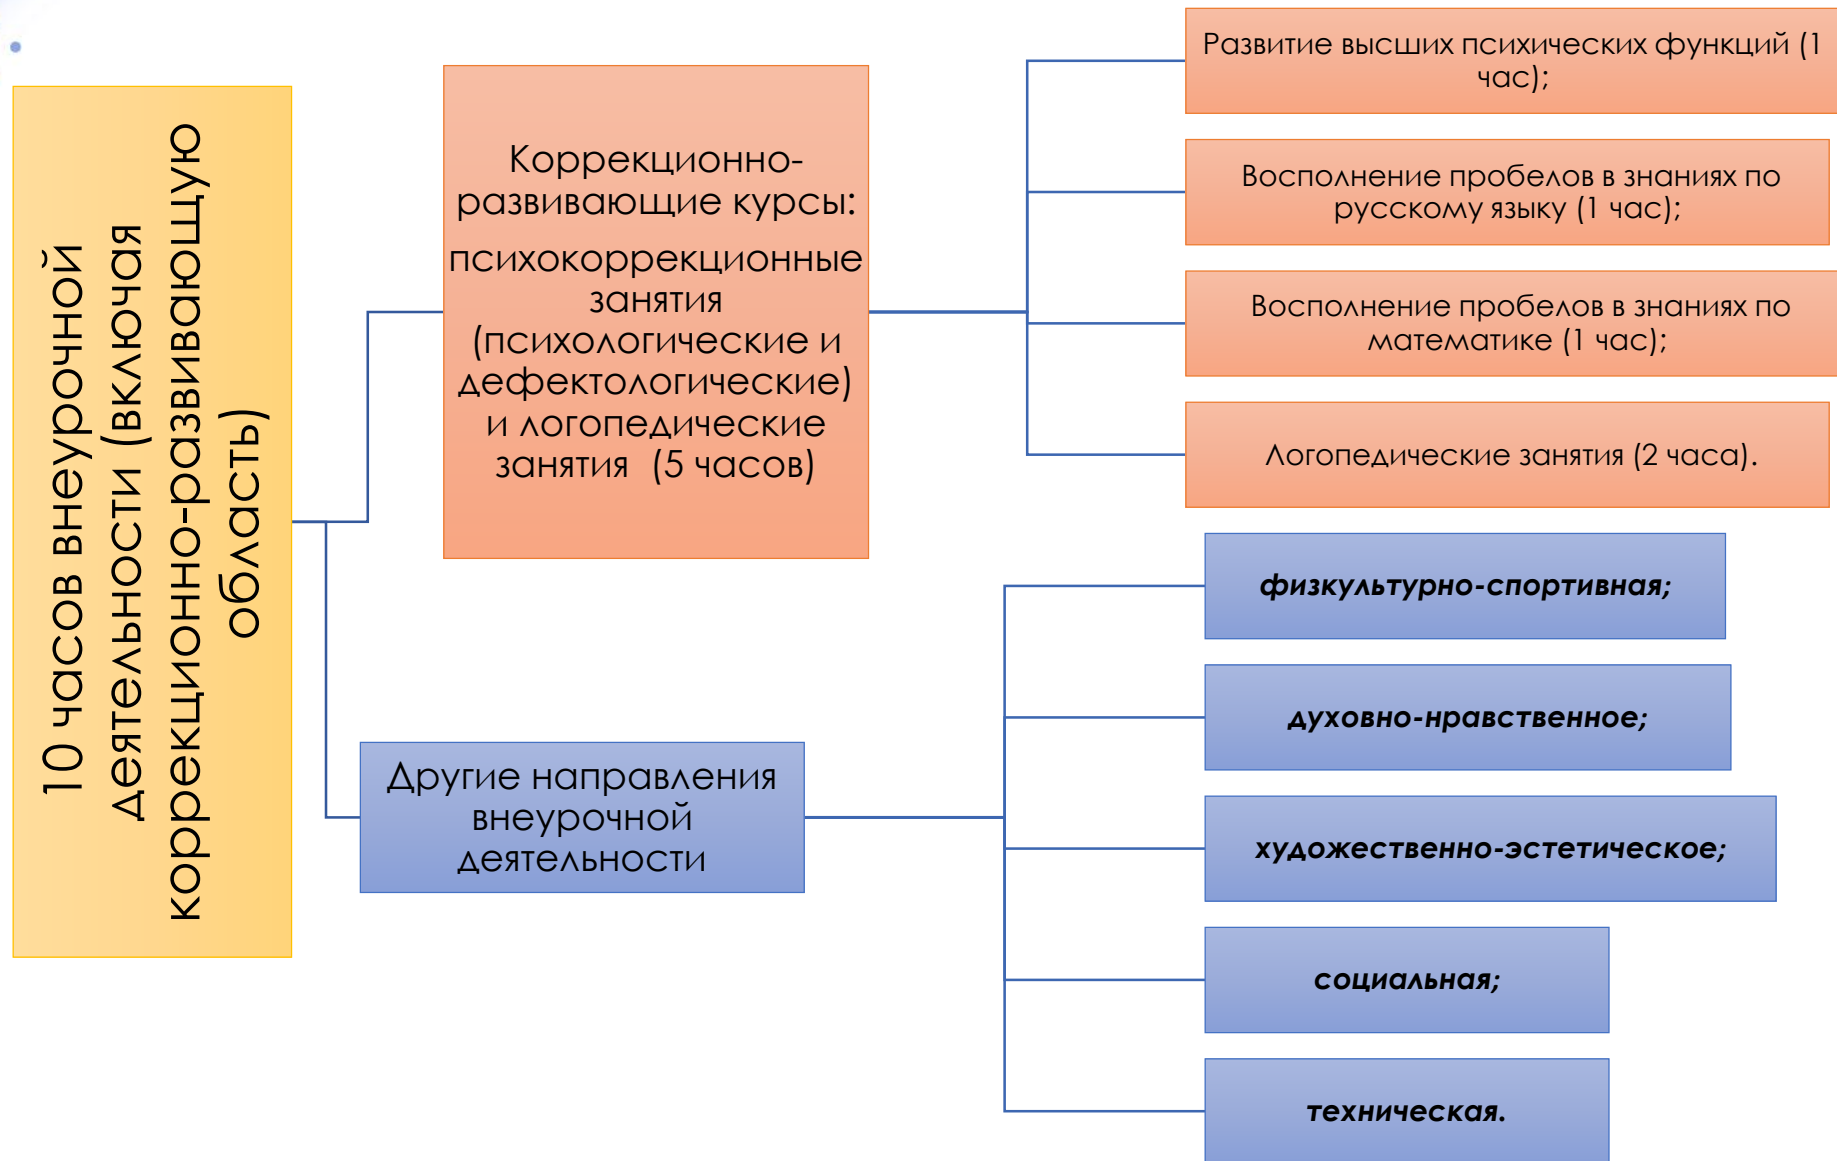 10 часов внеурочной
деятельности (включая
коррекционно-развивающую
область)
Коррекционно-
развивающие курсы:
психокоррекционные
занятия
(психологические и
дефектологические)
и логопедические
занятия (5 часов)
Развитие высших психических функций (1
час);
Восполнение пробелов в знаниях по
русскому языку (1 час);
Восполнение пробелов в знаниях по
математике (1 час);
Логопедические занятия (2 часа).
Другие направления
внеурочной
деятельности
физкультурно-спортивная;
духовно-нравственное;
художественно-эстетическое;
социальная;
техническая.